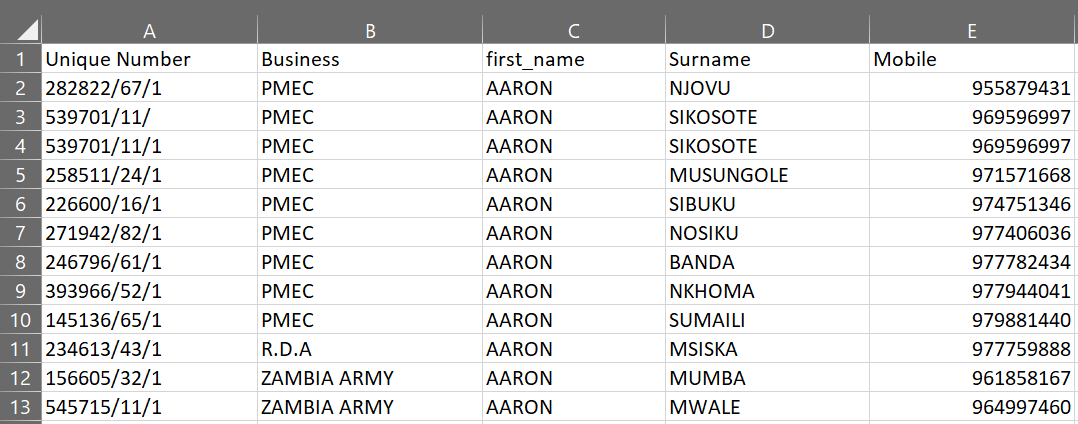 A B C D E
1 Unique Number Business first_name Surname Mobile
2 282822/67/1 PMEC AARON NJOVU 955879431
3 539701/11/ PMEC AARON SIKOSOTE 969596997
4 539701/11/1 PMEC AARON SIKOSOTE 969596997
5 258511/24/1 PMEC AARON MUSUNGOLE 971571668
6 226600/16/1 PMEC AARON SIBUKU 974751346
7 271942/82/1 PMEC AARON NOSIKU 977406036
8 246796/61/1 PMEC AARON BANDA 977782434
9 393966/52/1 PMEC AARON NKHOMA 977944041
10 145136/65/1 PMEC AARON SUMAILI 979881440
11 234613/43/1 R.D.A AARON MSISKA 977759888
12 156605/32/1 ZAMBIA ARMY AARON MUMBA 961858167
13 545715/11/1 ZAMBIA ARMY AARON MWALE 964997460